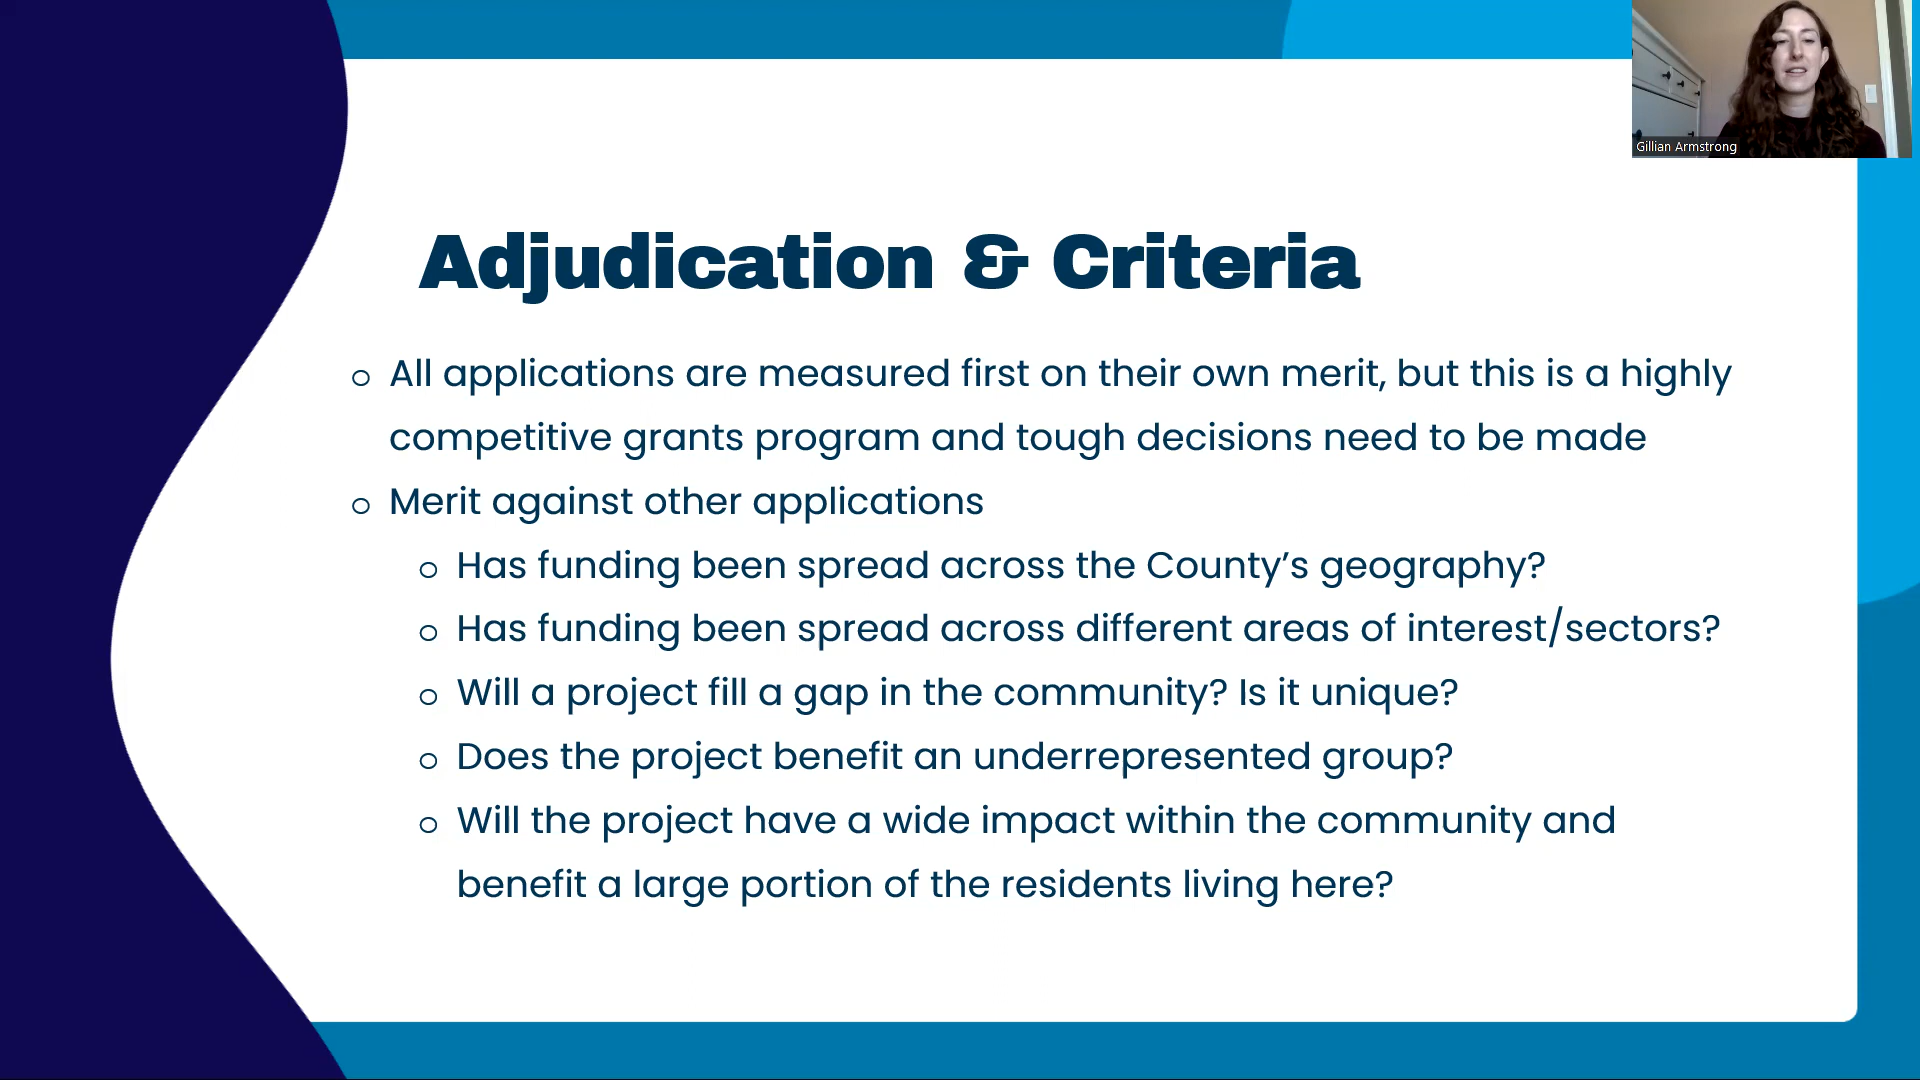 Gillian Armstrong
Adjudication & Criteria
o All applications are measured first on their own merit, but this is a highly
competitive grants program and tough decisions need to be made
o Merit against other applications
o Has funding been spread across the County’s geography?
o Has funding been spread across different areas of interest/sectors?
o Will a project fill a gap in the community? Is it unique?
o Does the project benefit an underrepresented group?
o Will the project have a wide impact within the community and
benefit a large portion of the residents living here?